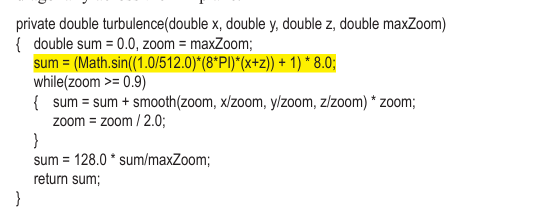 private double turbulence(double x, double y, double z, double maxZoom)
{ double sum = 0.0, zoom = maxZoom;
sum = (Math.sin((1.0/512.0)*(8*PI)*(x+z)) + 1) * 8.0;
while(zoom >= 0.9)
{ sum = sum + smooth(zoom, x/zoom, y/zoom, z/zoom) * zoom;
zoom = zoom / 2.0;
}
sum = 128.0 * sum/maxZoom;
return sum;
}